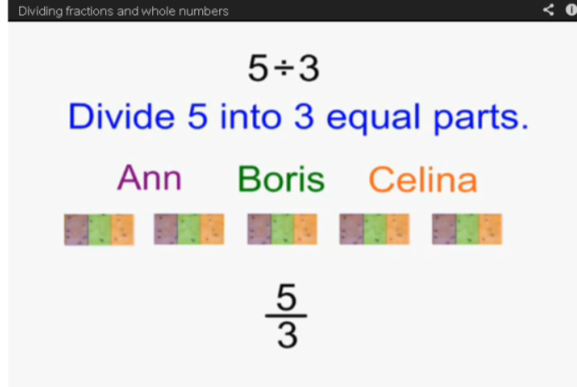 Dividing fractions and whole numbers
5÷3
Divide 5 into 3 equal parts.
Ann Boris Celina
5
3